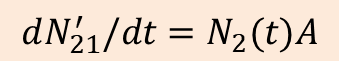 dN′₂₁/dt = N₂(t)A